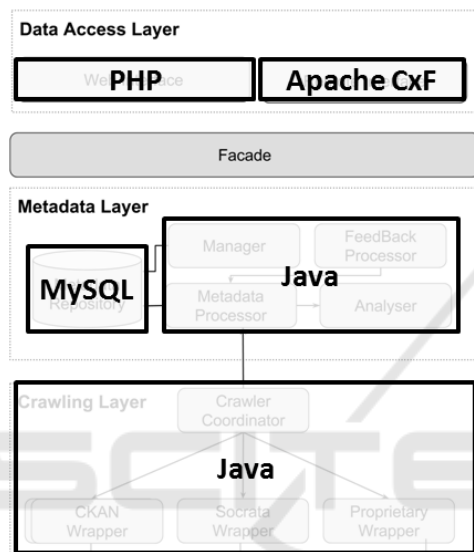 Data Access Layer
PHP
Apache CxF
Facade
Metadata Layer
Manager
FeedBack
Processor
MySQL
Repository
Java
Metadata
Processor
Analyser
Crawling Layer
Crawler
Coordinator
Java
CKAN
Wrapper
Socrata
Wrapper
Proprietary
Wrapper